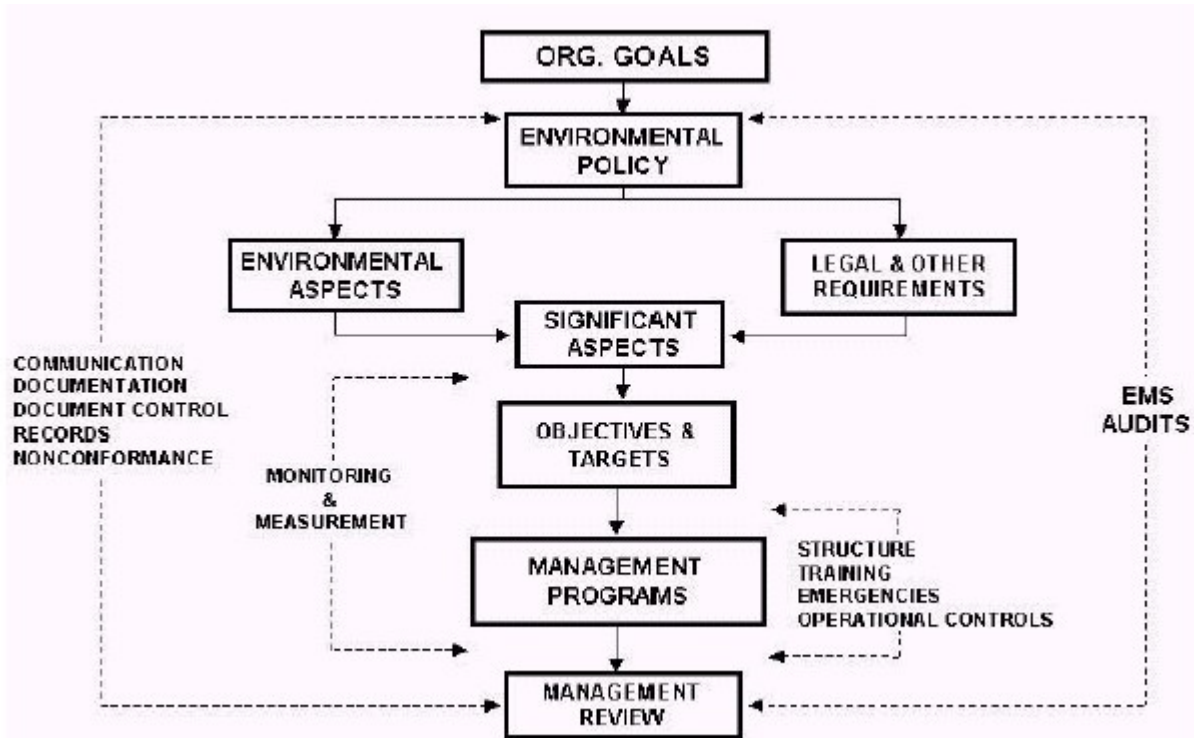 ORG. GOALS
ENVIRONMENTAL
POLICY
ENVIRONMENTAL
ASPECTS
LEGAL & OTHER
REQUIREMENTS
SIGNIFICANT
ASPECTS
COMMUNICATION
DOCUMENTATION
DOCUMENT CONTROL
RECORDS
NONCONFORMANCE
EMS
AUDITS
OBJECTIVES &
TARGETS
MONITORING
&
MEASUREMENT
MANAGEMENT
PROGRAMS
STRUCTURE
TRAINING
EMERGENCIES
OPERATIONAL CONTROLS
MANAGEMENT
REVIEW